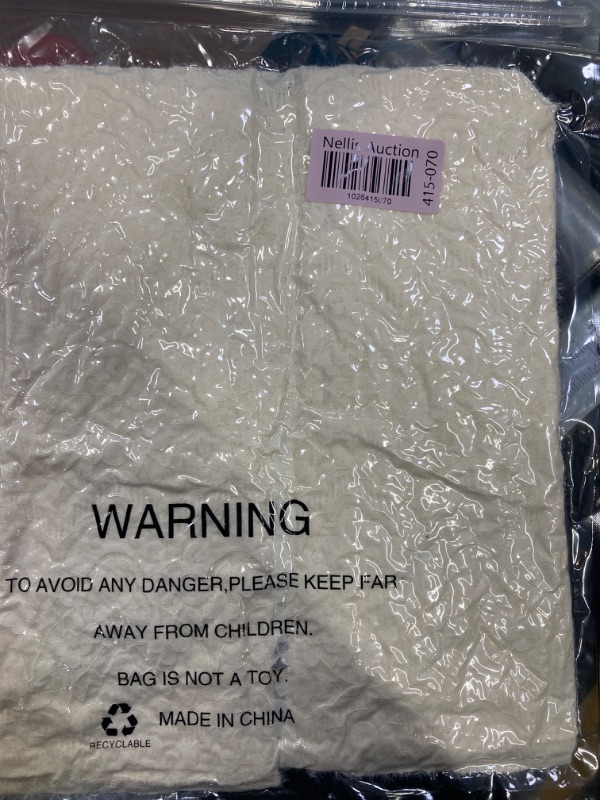 Nellis Auction
415-070
1026415070
WARNING
TO AVOID ANY DANGER,PLEASE KEEP FAR
AWAY FROM CHILDREN.
BAG IS NOT A TOY.
MADE IN CHINA
RECYCLABLE